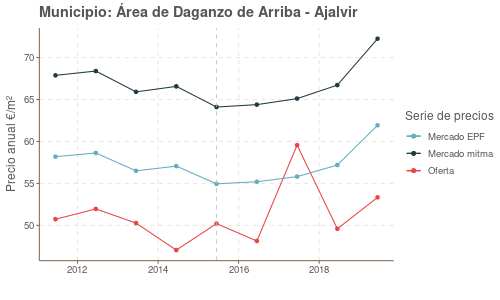 Municipio: Área de Daganzo de Arriba - Ajalvir
Precio anual €/m²
70
65
60
55
50
2012
2014
2016
2018
Serie de precios
Mercado EPF
Mercado mitma
Oferta